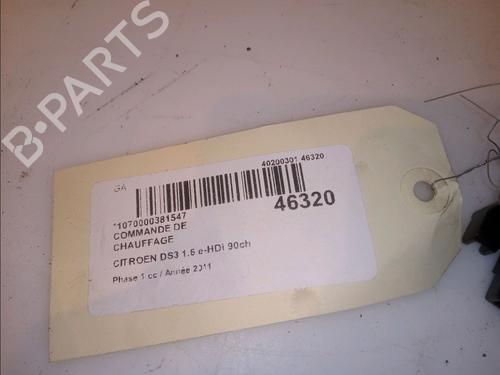 B-PARTS
GA
40200301 46320
*1070000381547
46320
COMMANDE DE
CHAUFFAGE
CITROEN DS3 1.6 e-HDi 90ch
Phase 1 cc / Année 2011